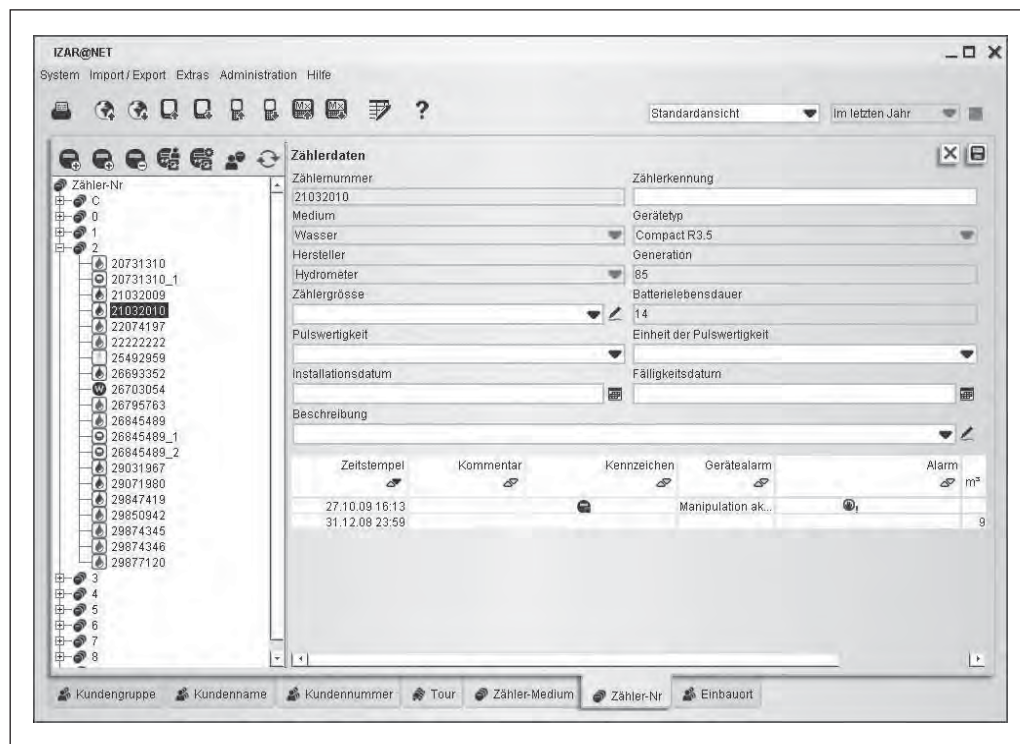 IZAR@NET
System Import / Export Extras Administration Hilfe
? Standardansicht Im letzten Jahr
Zähler-Nr
C
0
1
2
20731310
20731310_1
21032009
21032010
22074197
22222222
25492959
26693352
W 26703054
26795763
26845489
26845489_1
26845489_2
29031967
29071980
29847419
29850942
29874345
29874346
29877120
3
4
5
6
7
8
Zählerdaten
Zählernummer Zählerkennung
21032010
Medium Gerätetyp
Wasser Compact R3.5
Hersteller Generation
Hydrometer 85
Zählergrösse Batterielebensdauer
14
Pulswertigkeit Einheit der Pulswertigkeit
Installationsdatum Fälligkeitsdatum
Beschreibung
Zeitstempel Kommentar Kennzeichen Gerätealarm Alarm
m³
27.10.09 16:13 Manipulation ak...
31.12.08 23:59 9
Kundengruppe Kundenname Kundennummer Tour Zähler-Medium Zähler-Nr Einbauort